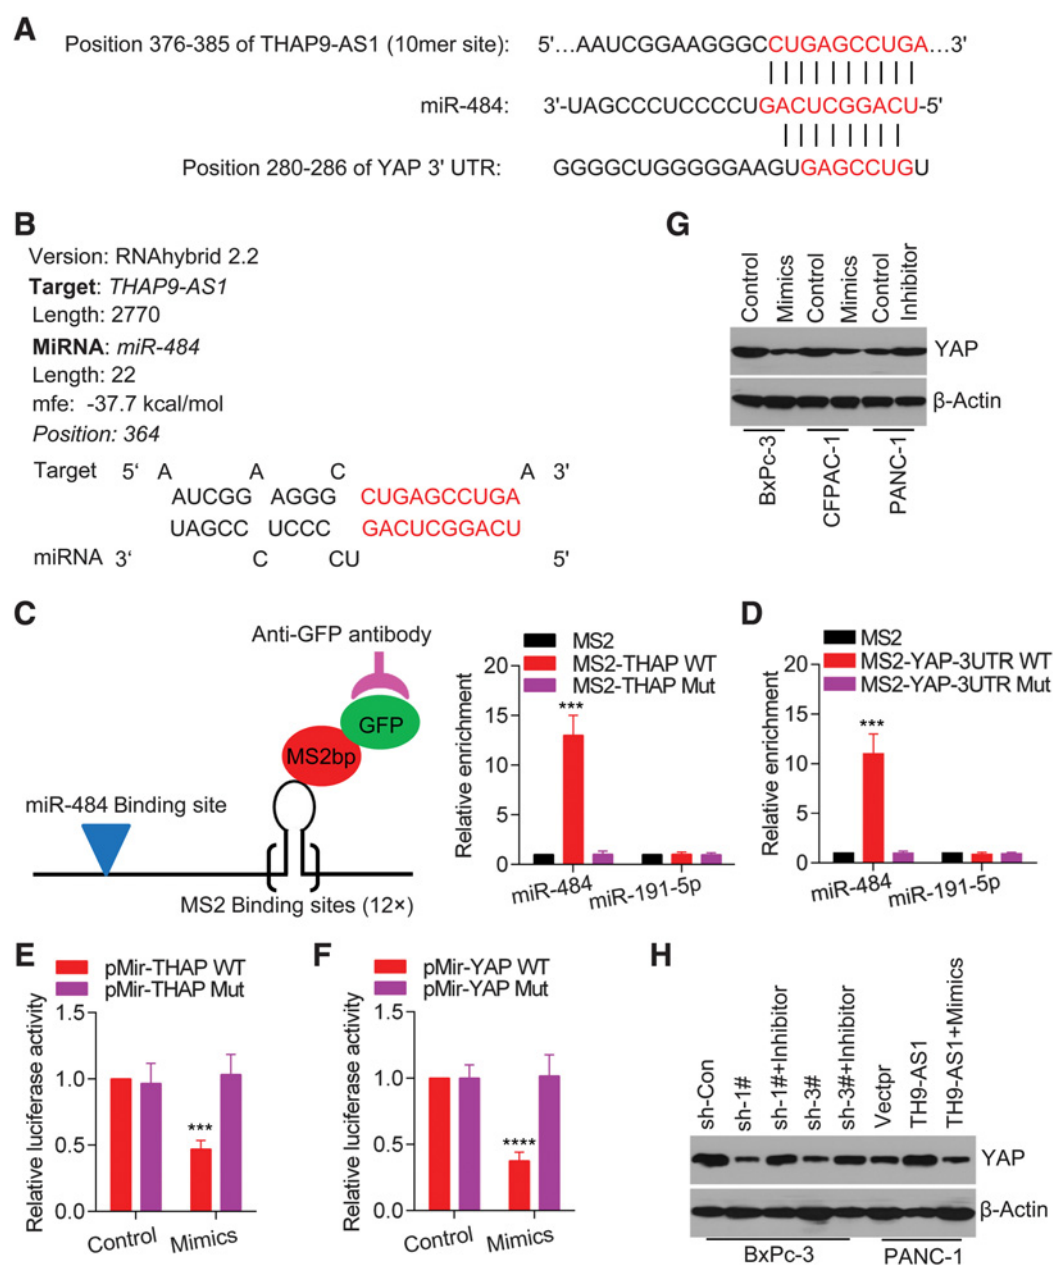 A
Position 376-385 of THAP9-AS1 (10mer site): 5'...AAUCGGAAGGGCCUGAGCCUGA...3'
miR-484: 3'-UAGCCCUCCCCUGACUCGGACU-5'
Position 280-286 of YAP 3' UTR: GGGGCUGGGGGAAGUGAGCCUGU
B
Version: RNAhybrid 2.2
Target: THAP9-AS1
Length: 2770
MiRNA: miR-484
Length: 22
mfe: -37.7 kcal/mol
Position: 364
Target 5' A A C A 3'
AUCGG AGGG CUGAGCCUGA
UAGCC UCCC GACUCGGACU
miRNA 3' C CU 5'
G
Control
Mimics
Control
Mimics
Control
Inhibitor
YAP
β-Actin
BxPc-3
CFPAC-1
PANC-1
C
Anti-GFP antibody
GFP
MS2bp
miR-484 Binding site
MS2 Binding sites (12×)
MS2
MS2-THAP WT
MS2-THAP Mut
Relative enrichment
20
15
10
5
0
***
miR-484
miR-191-5p
D
MS2
MS2-YAP-3UTR WT
MS2-YAP-3UTR Mut
Relative enrichment
20
15
10
5
0
***
miR-484
miR-191-5p
E
pMir-THAP WT
pMir-THAP Mut
Relative luciferase activity
1.5
1.0
0.5
0.0
***
Control
Mimics
F
pMir-YAP WT
pMir-YAP Mut
Relative luciferase activity
1.5
1.0
0.5
0.0
****
Control
Mimics
H
sh-Con
sh-1#
sh-1#+Inhibitor
sh-3#
sh-3#+Inhibitor
Vectpr
TH9-AS1
TH9-AS1+Mimics
YAP
β-Actin
BxPc-3
PANC-1